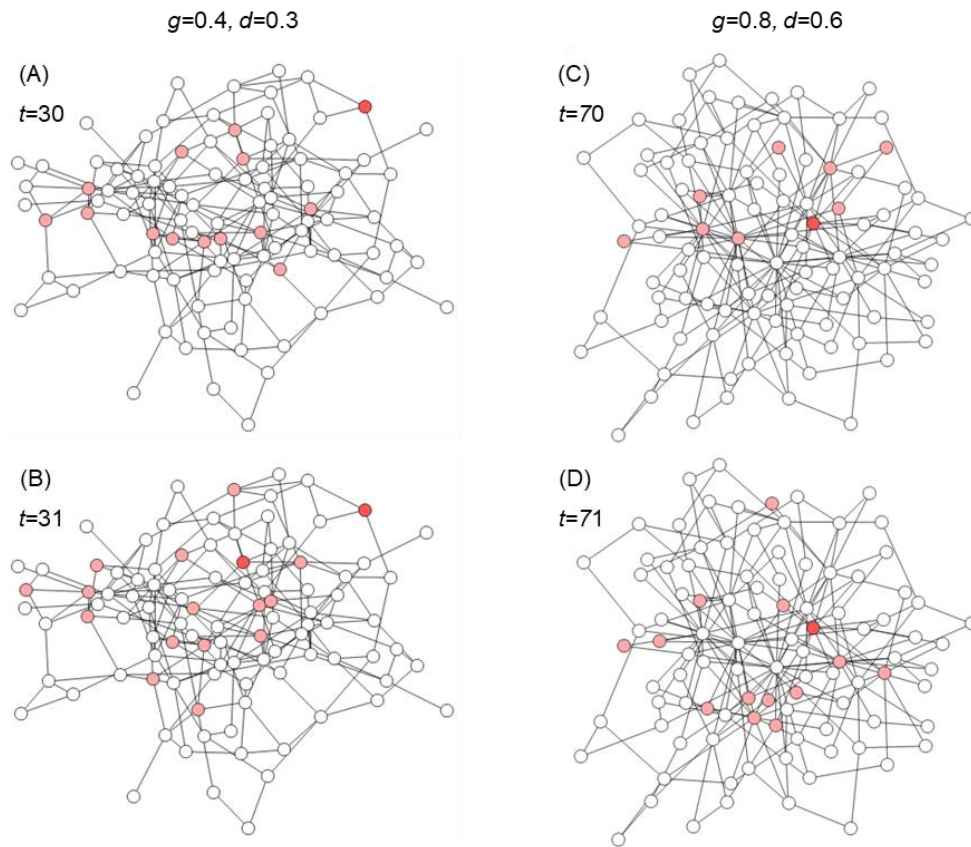 g=0.4, d=0.3
g=0.8, d=0.6
(A)
t=30
(C)
t=70
(B)
t=31
(D)
t=71